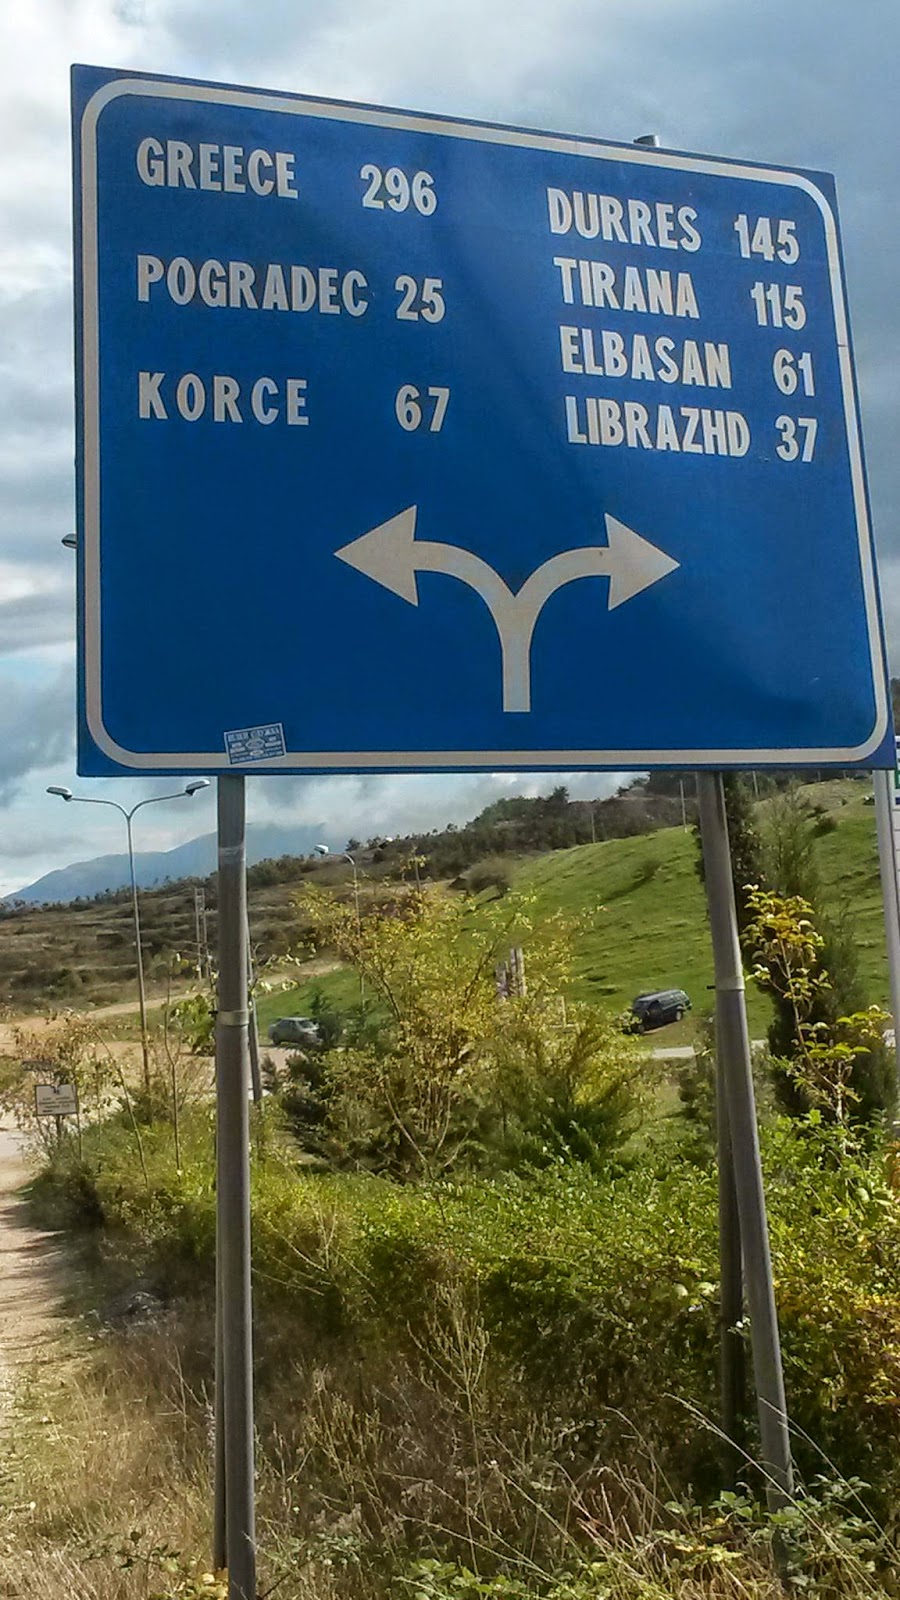 GREECE 296
POGRADEC 25
KORCE 67
DURRES 145
TIRANA 115
ELBASAN 61
LIBRAZHD 37